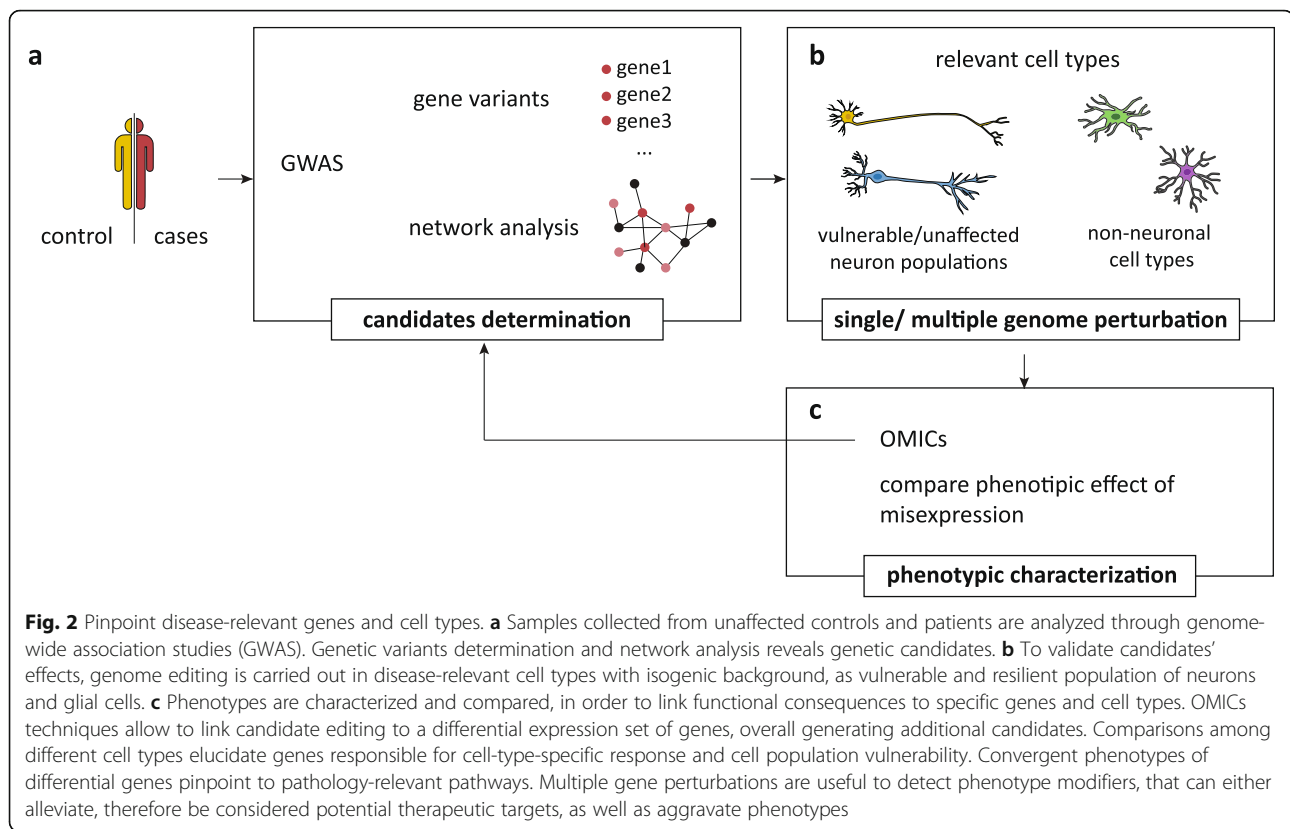 a
control
cases
GWAS
gene variants
gene1
gene2
gene3
...
network analysis
candidates determination
b
relevant cell types
vulnerable/unaffected
neuron populations
non-neuronal
cell types
single/ multiple genome perturbation
c
OMICs
compare phenotipic effect of
misexpression
phenotypic characterization
Fig. 2 Pinpoint disease-relevant genes and cell types. a Samples collected from unaffected controls and patients are analyzed through genome-
wide association studies (GWAS). Genetic variants determination and network analysis reveals genetic candidates. b To validate candidates'
effects, genome editing is carried out in disease-relevant cell types with isogenic background, as vulnerable and resilient population of neurons
and glial cells. c Phenotypes are characterized and compared, in order to link functional consequences to specific genes and cell types. OMICs
techniques allow to link candidate editing to a differential expression set of genes, overall generating additional candidates. Comparisons among
different cell types elucidate genes responsible for cell-type-specific response and cell population vulnerability. Convergent phenotypes of
differential genes pinpoint to pathology-relevant pathways. Multiple gene perturbations are useful to detect phenotype modifiers, that can either
alleviate, therefore be considered potential therapeutic targets, as well as aggravate phenotypes